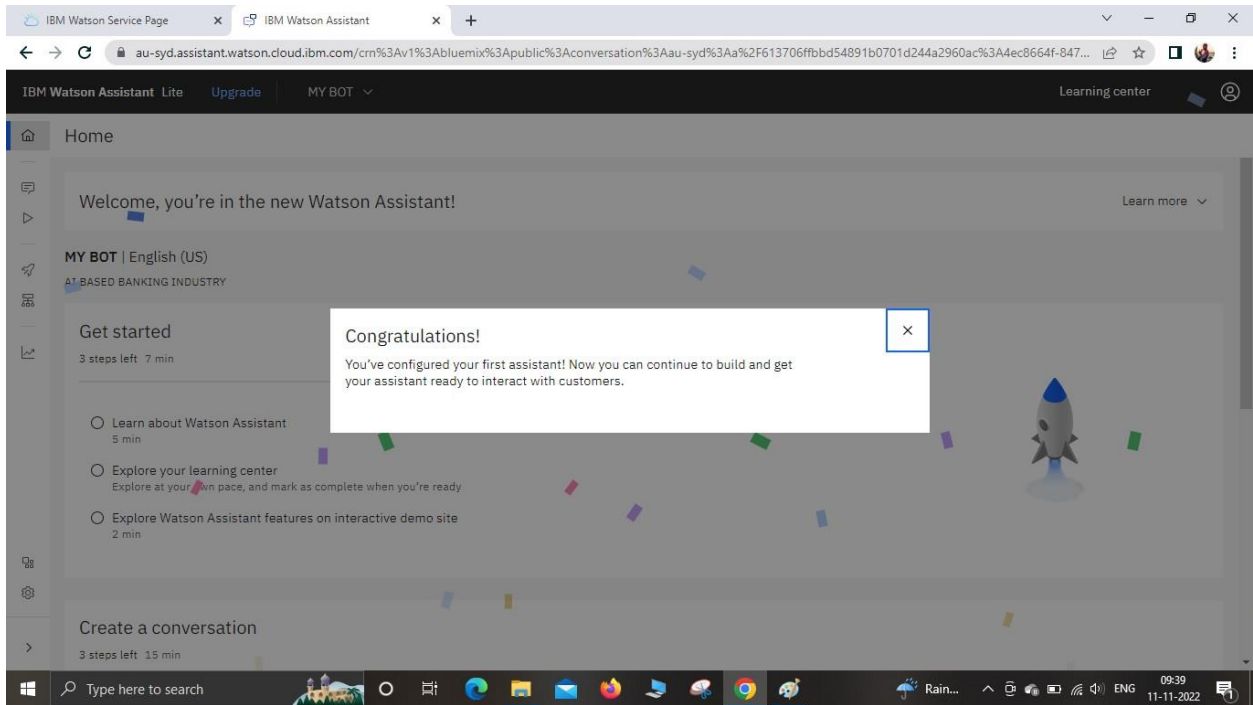 IBM Watson Service Page
IBM Watson Assistant
au-syd.assistant.watson.cloud.ibm.com/crn%3Av1%3Abluemix%3Apublic%3Aconversation%3Aau-syd%3Aa%2F613706ffbbd54891b0701d244a2960ac%3A4ec8664f-847...
IBM Watson Assistant Lite Upgrade MY BOT Learning center
Home
Welcome, you're in the new Watson Assistant! Learn more
MY BOT | English (US)
AI BASED BANKING INDUSTRY
Get started
3 steps left 7 min
Congratulations!
You've configured your first assistant! Now you can continue to build and get
your assistant ready to interact with customers.
Learn about Watson Assistant
5 min
Explore your learning center
Explore at your own pace, and mark as complete when you're ready
Explore Watson Assistant features on interactive demo site
2 min
Create a conversation
3 steps left 15 min
Type here to search
Rain... ENG
09:39
11-11-2022